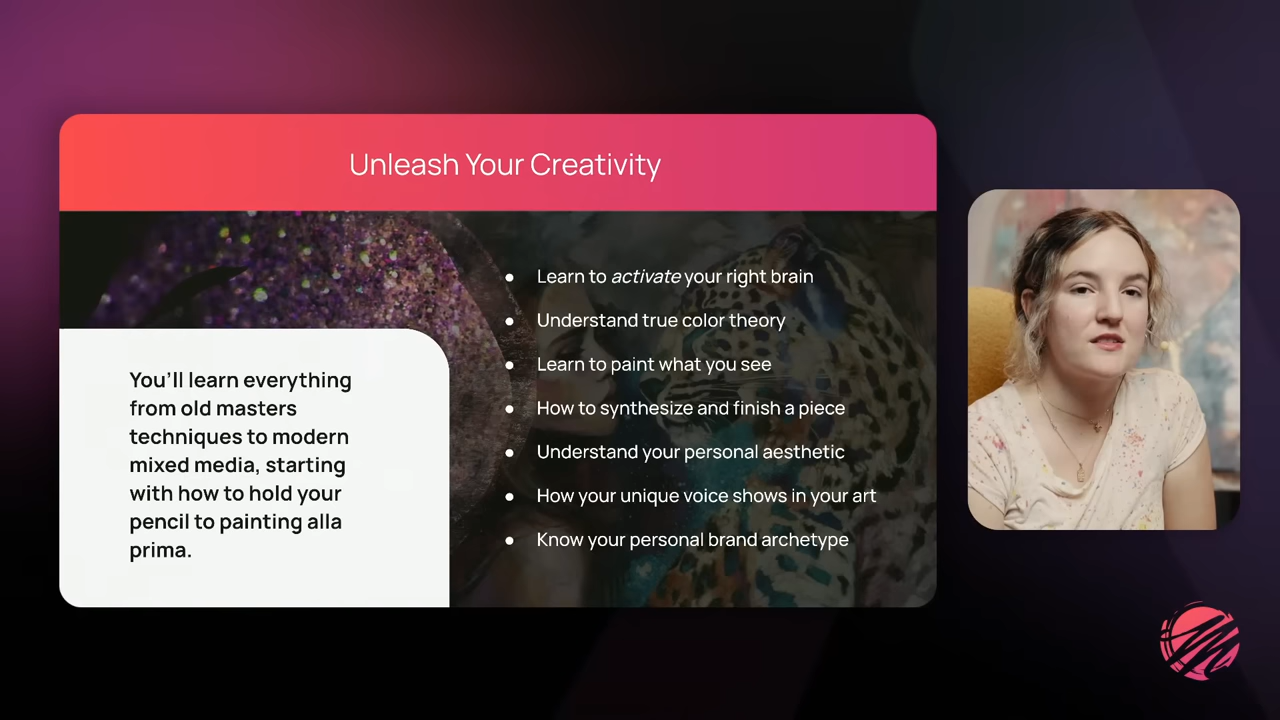 Unleash Your Creativity
You'll learn everything
from old masters
techniques to modern
mixed media, starting
with how to hold your
pencil to painting alla
prima.
● Learn to activate your right brain
● Understand true color theory
● Learn to paint what you see
● How to synthesize and finish a piece
● Understand your personal aesthetic
● How your unique voice shows in your art
● Know your personal brand archetype